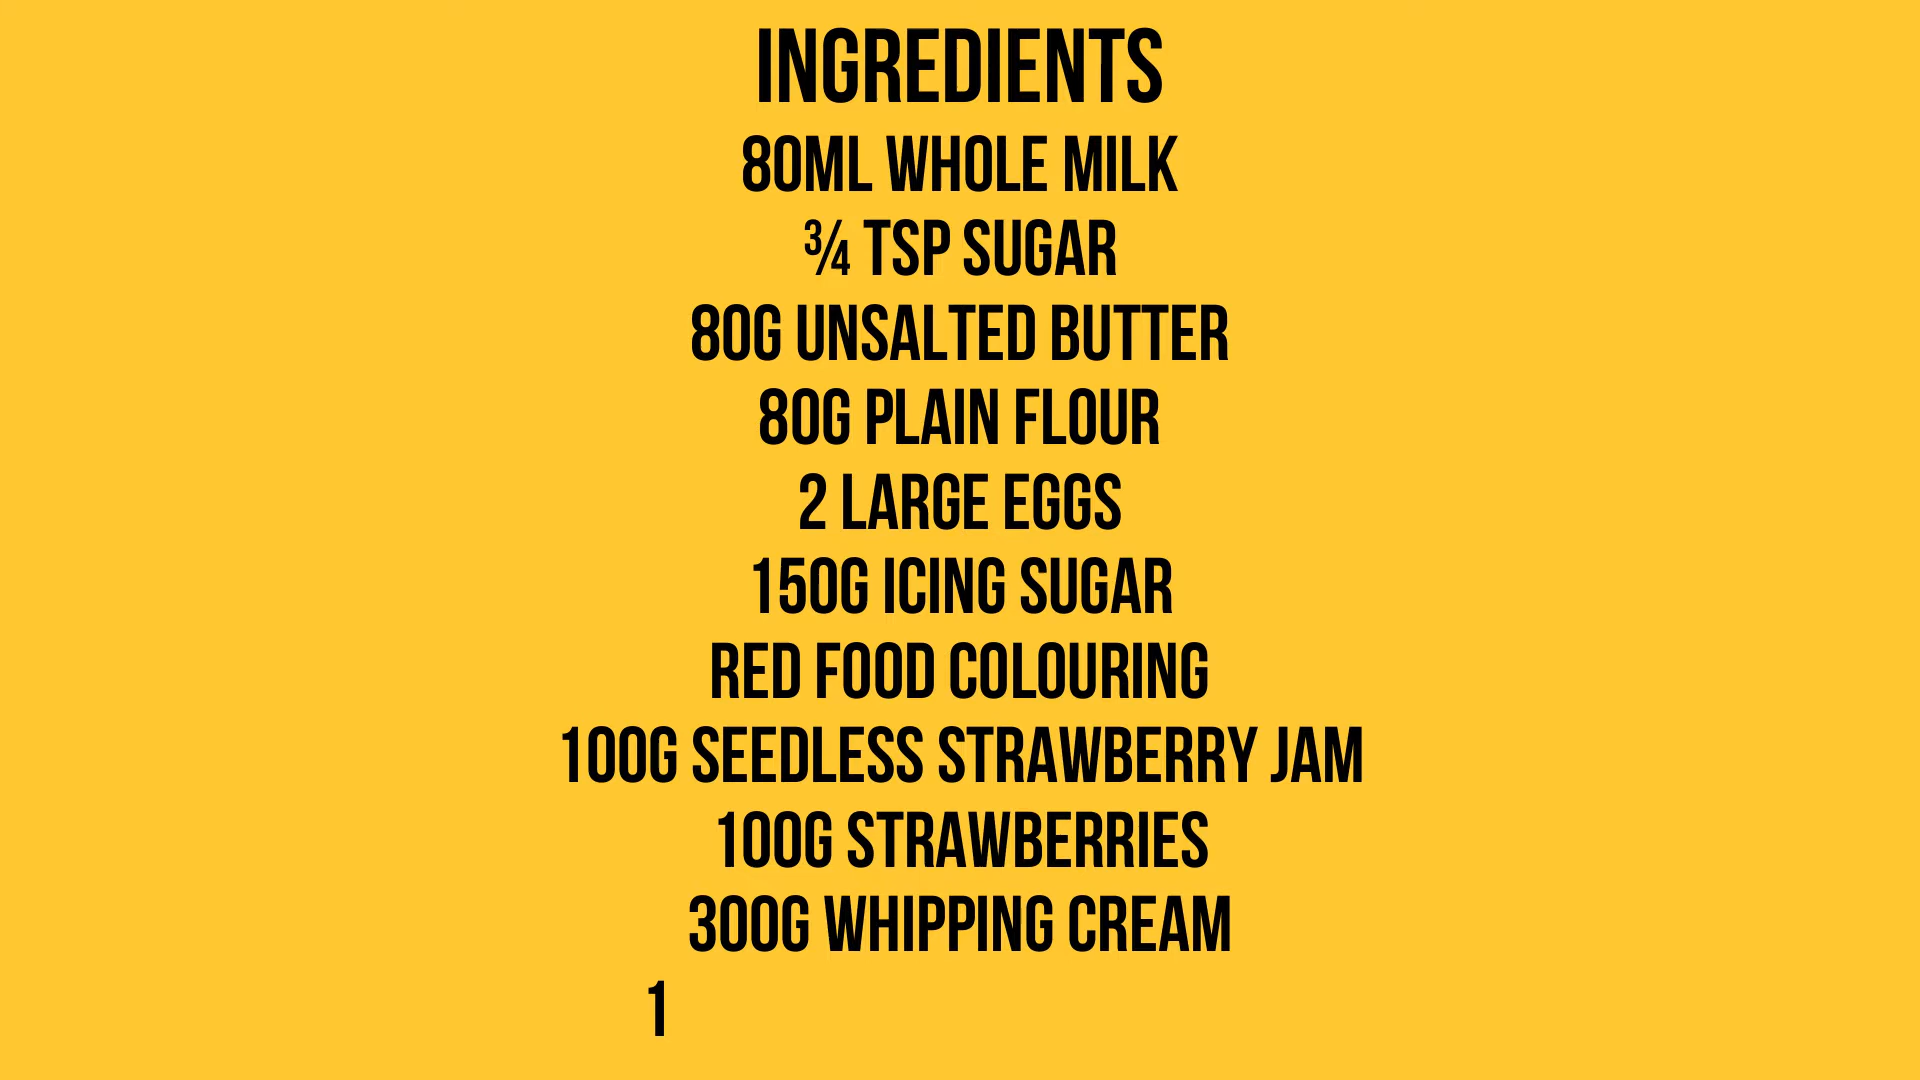 INGREDIENTS
80ML WHOLE MILK
¾ TSP SUGAR
80G UNSALTED BUTTER
80G PLAIN FLOUR
2 LARGE EGGS
150G ICING SUGAR
RED FOOD COLOURING
100G SEEDLESS STRAWBERRY JAM
100G STRAWBERRIES
300G WHIPPING CREAM
1